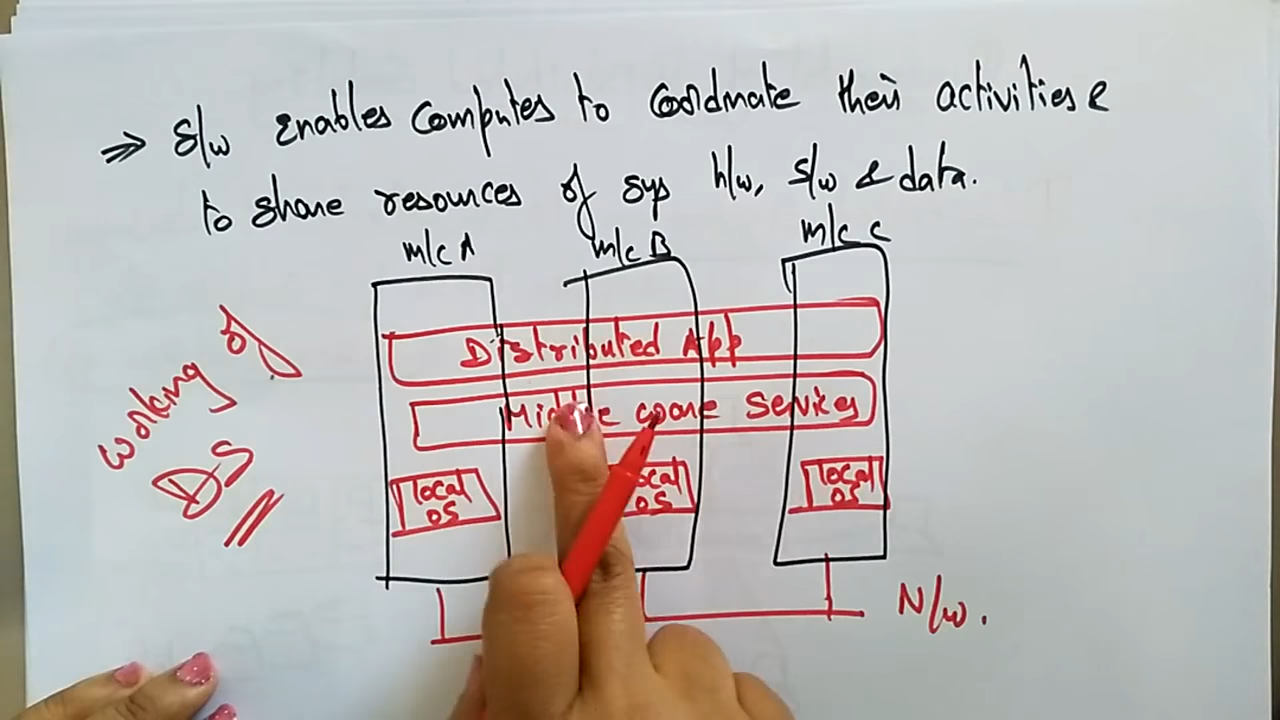 ⇒ S/w Enables Computes to Coordinate their activities &
to share resources of sys h/w, s/w & data.
m/c A m/c B m/c C
Distributed App
Middle ware Services
local OS local OS local OS
Working of
DS
N/w.